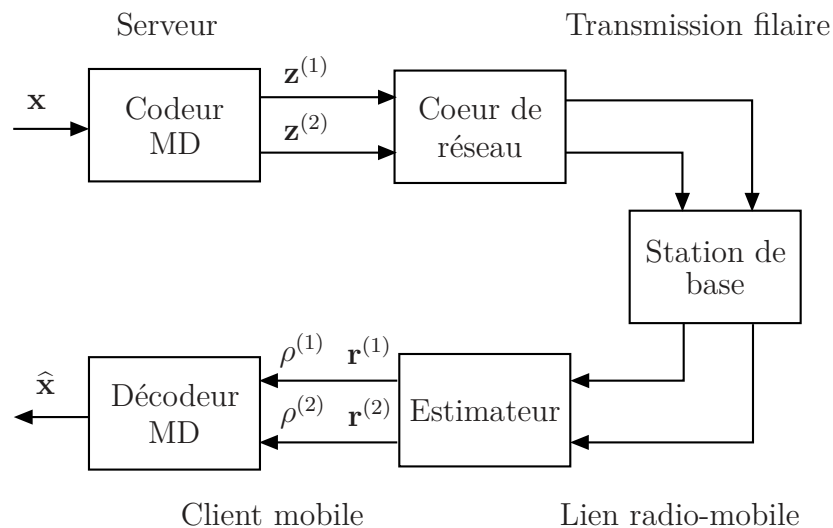 Serveur
Transmission filaire
x
Codeur
MD
z^(1)
z^(2)
Coeur de
réseau
Station de
base
x̂
Décodeur
MD
ρ^(1) r^(1)
ρ^(2) r^(2)
Estimateur
Client mobile
Lien radio-mobile